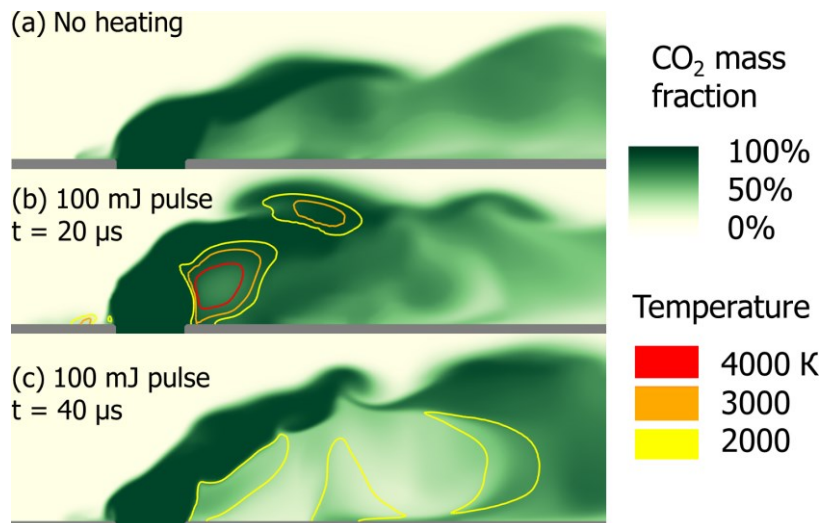 (a) No heating
(b) 100 mJ pulse
t = 20 μs
(c) 100 mJ pulse
t = 40 μs
CO₂ mass
fraction
100%
50%
0%
Temperature
4000 K
3000
2000